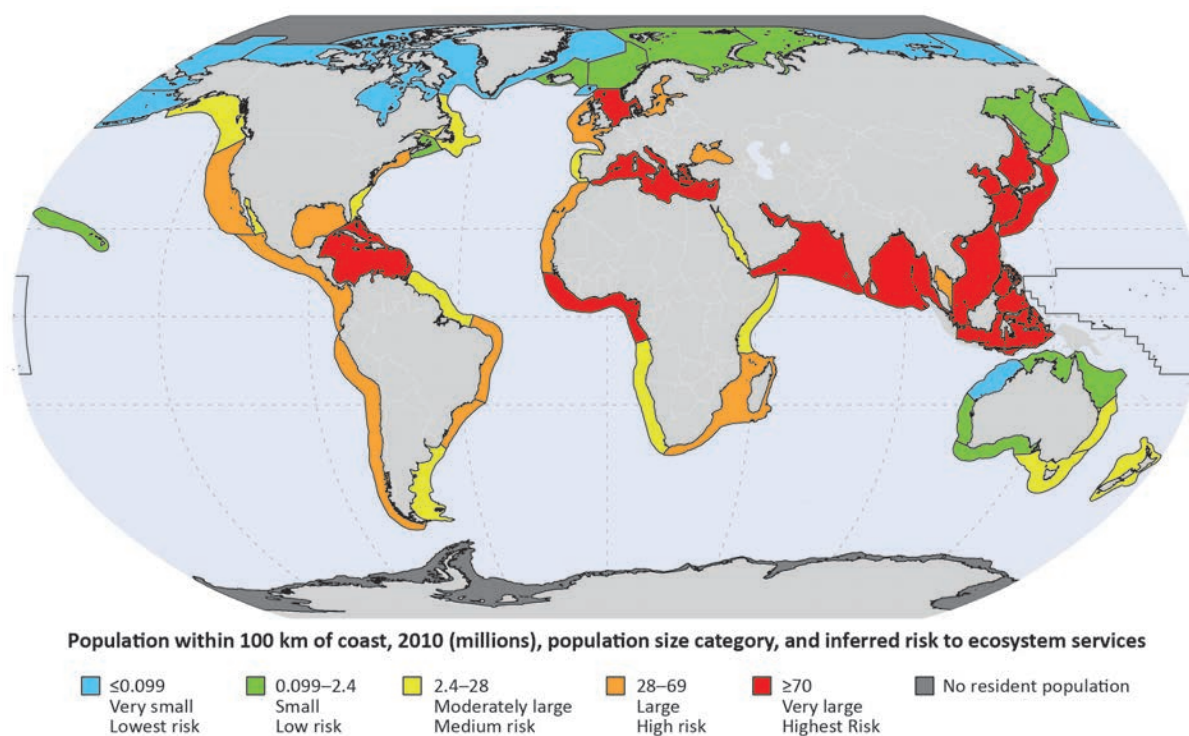 Population within 100 km of coast, 2010 (millions), population size category, and inferred risk to ecosystem services
≤0.099
Very small
Lowest risk
0.099–2.4
Small
Low risk
2.4–28
Moderately large
Medium risk
28–69
Large
High risk
≥70
Very large
Highest Risk
No resident population